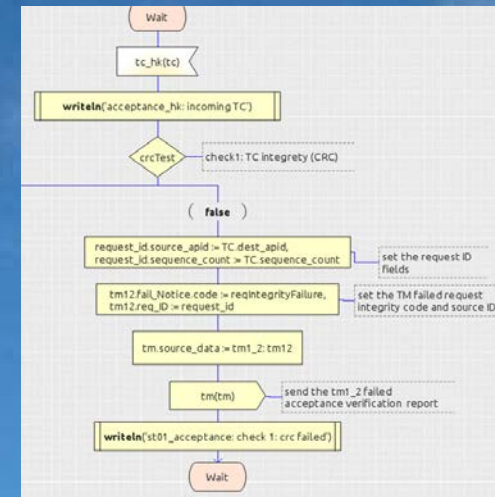 Wait
tc_hk(tc)
writeln('acceptance_hk: incoming TC')
crcTest
check1: TC integrety (CRC)
( false )
request_id.source_apid := TC.dest_apid,
request_id.sequence_count := TC.sequence_count
set the request ID
fields
tm12.fail_Notice.code := reqIntegrityFailure,
tm12.req_ID := request_id
set the TM failed request
integrity code and source ID
tm.source_data := tm1_2: tm12
tm(tm)
send the tm1_2 failed
acceptance verification report
writeln('st01_acceptance: check 1: crc failed')
Wait